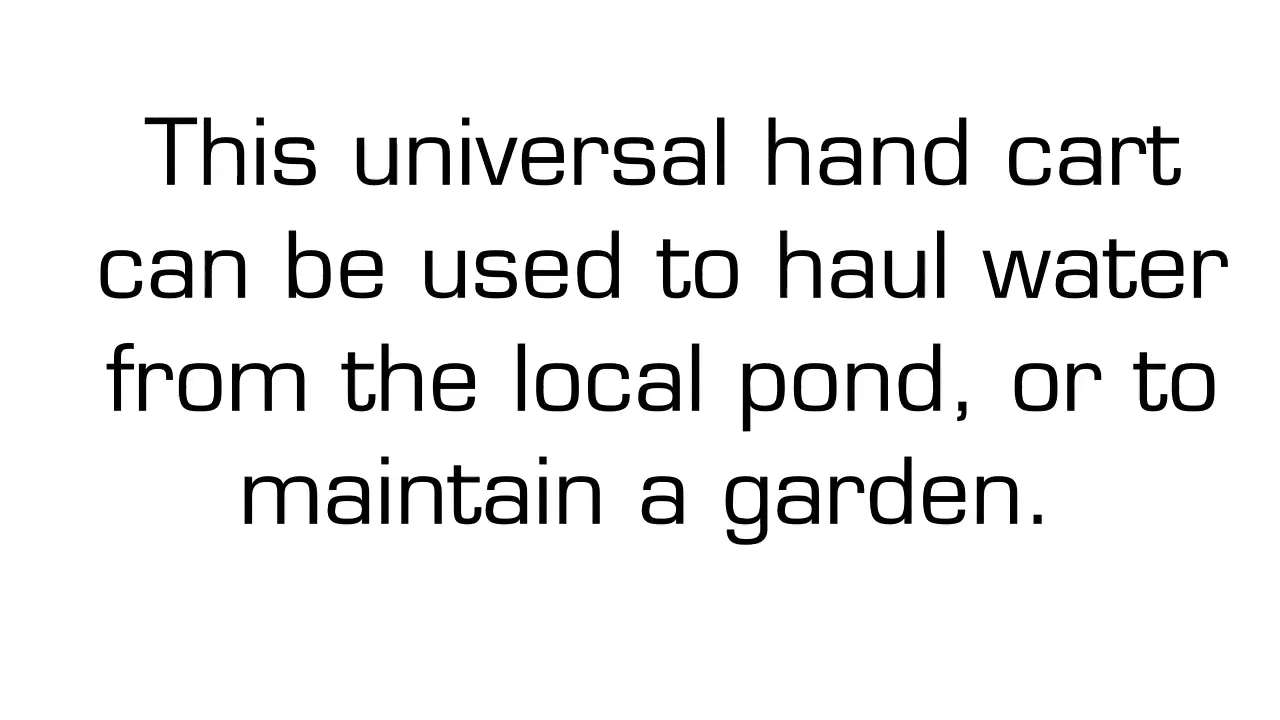 This universal hand cart
can be used to haul water
from the local pond, or to
maintain a garden.